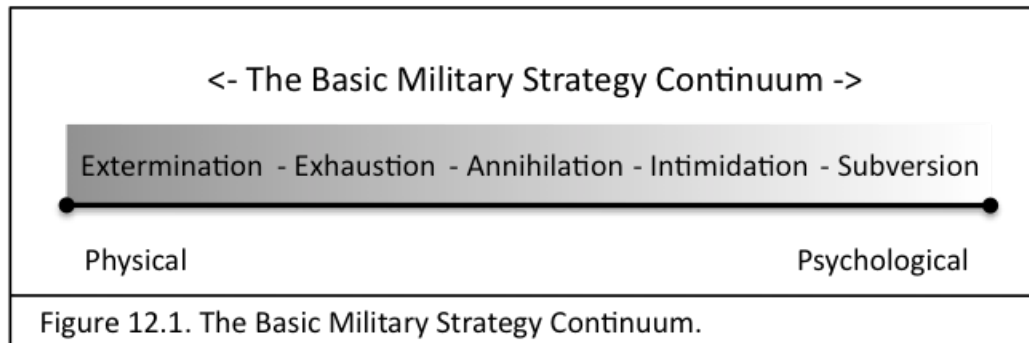 <- The Basic Military Strategy Continuum ->
Extermination - Exhaustion - Annihilation - Intimidation - Subversion
Physical Psychological
Figure 12.1. The Basic Military Strategy Continuum.